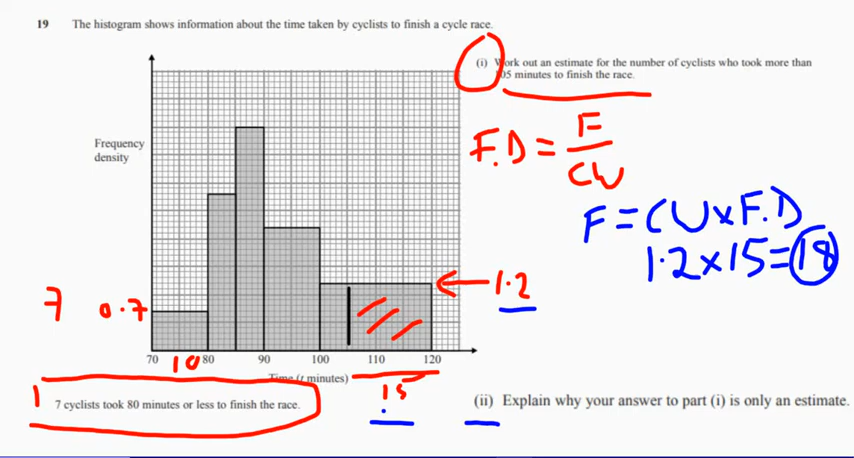 19 The histogram shows information about the time taken by cyclists to finish a cycle race.
(i) Work out an estimate for the number of cyclists who took more than
105 minutes to finish the race.
Frequency
density
F.D = F
CW
F = CW x F.D
1.2 x 15 = 18
1.2
7 0.7
70 80 90 100 110 120
10
Time (t minutes)
15
1
7 cyclists took 80 minutes or less to finish the race.
(ii) Explain why your answer to part (i) is only an estimate.